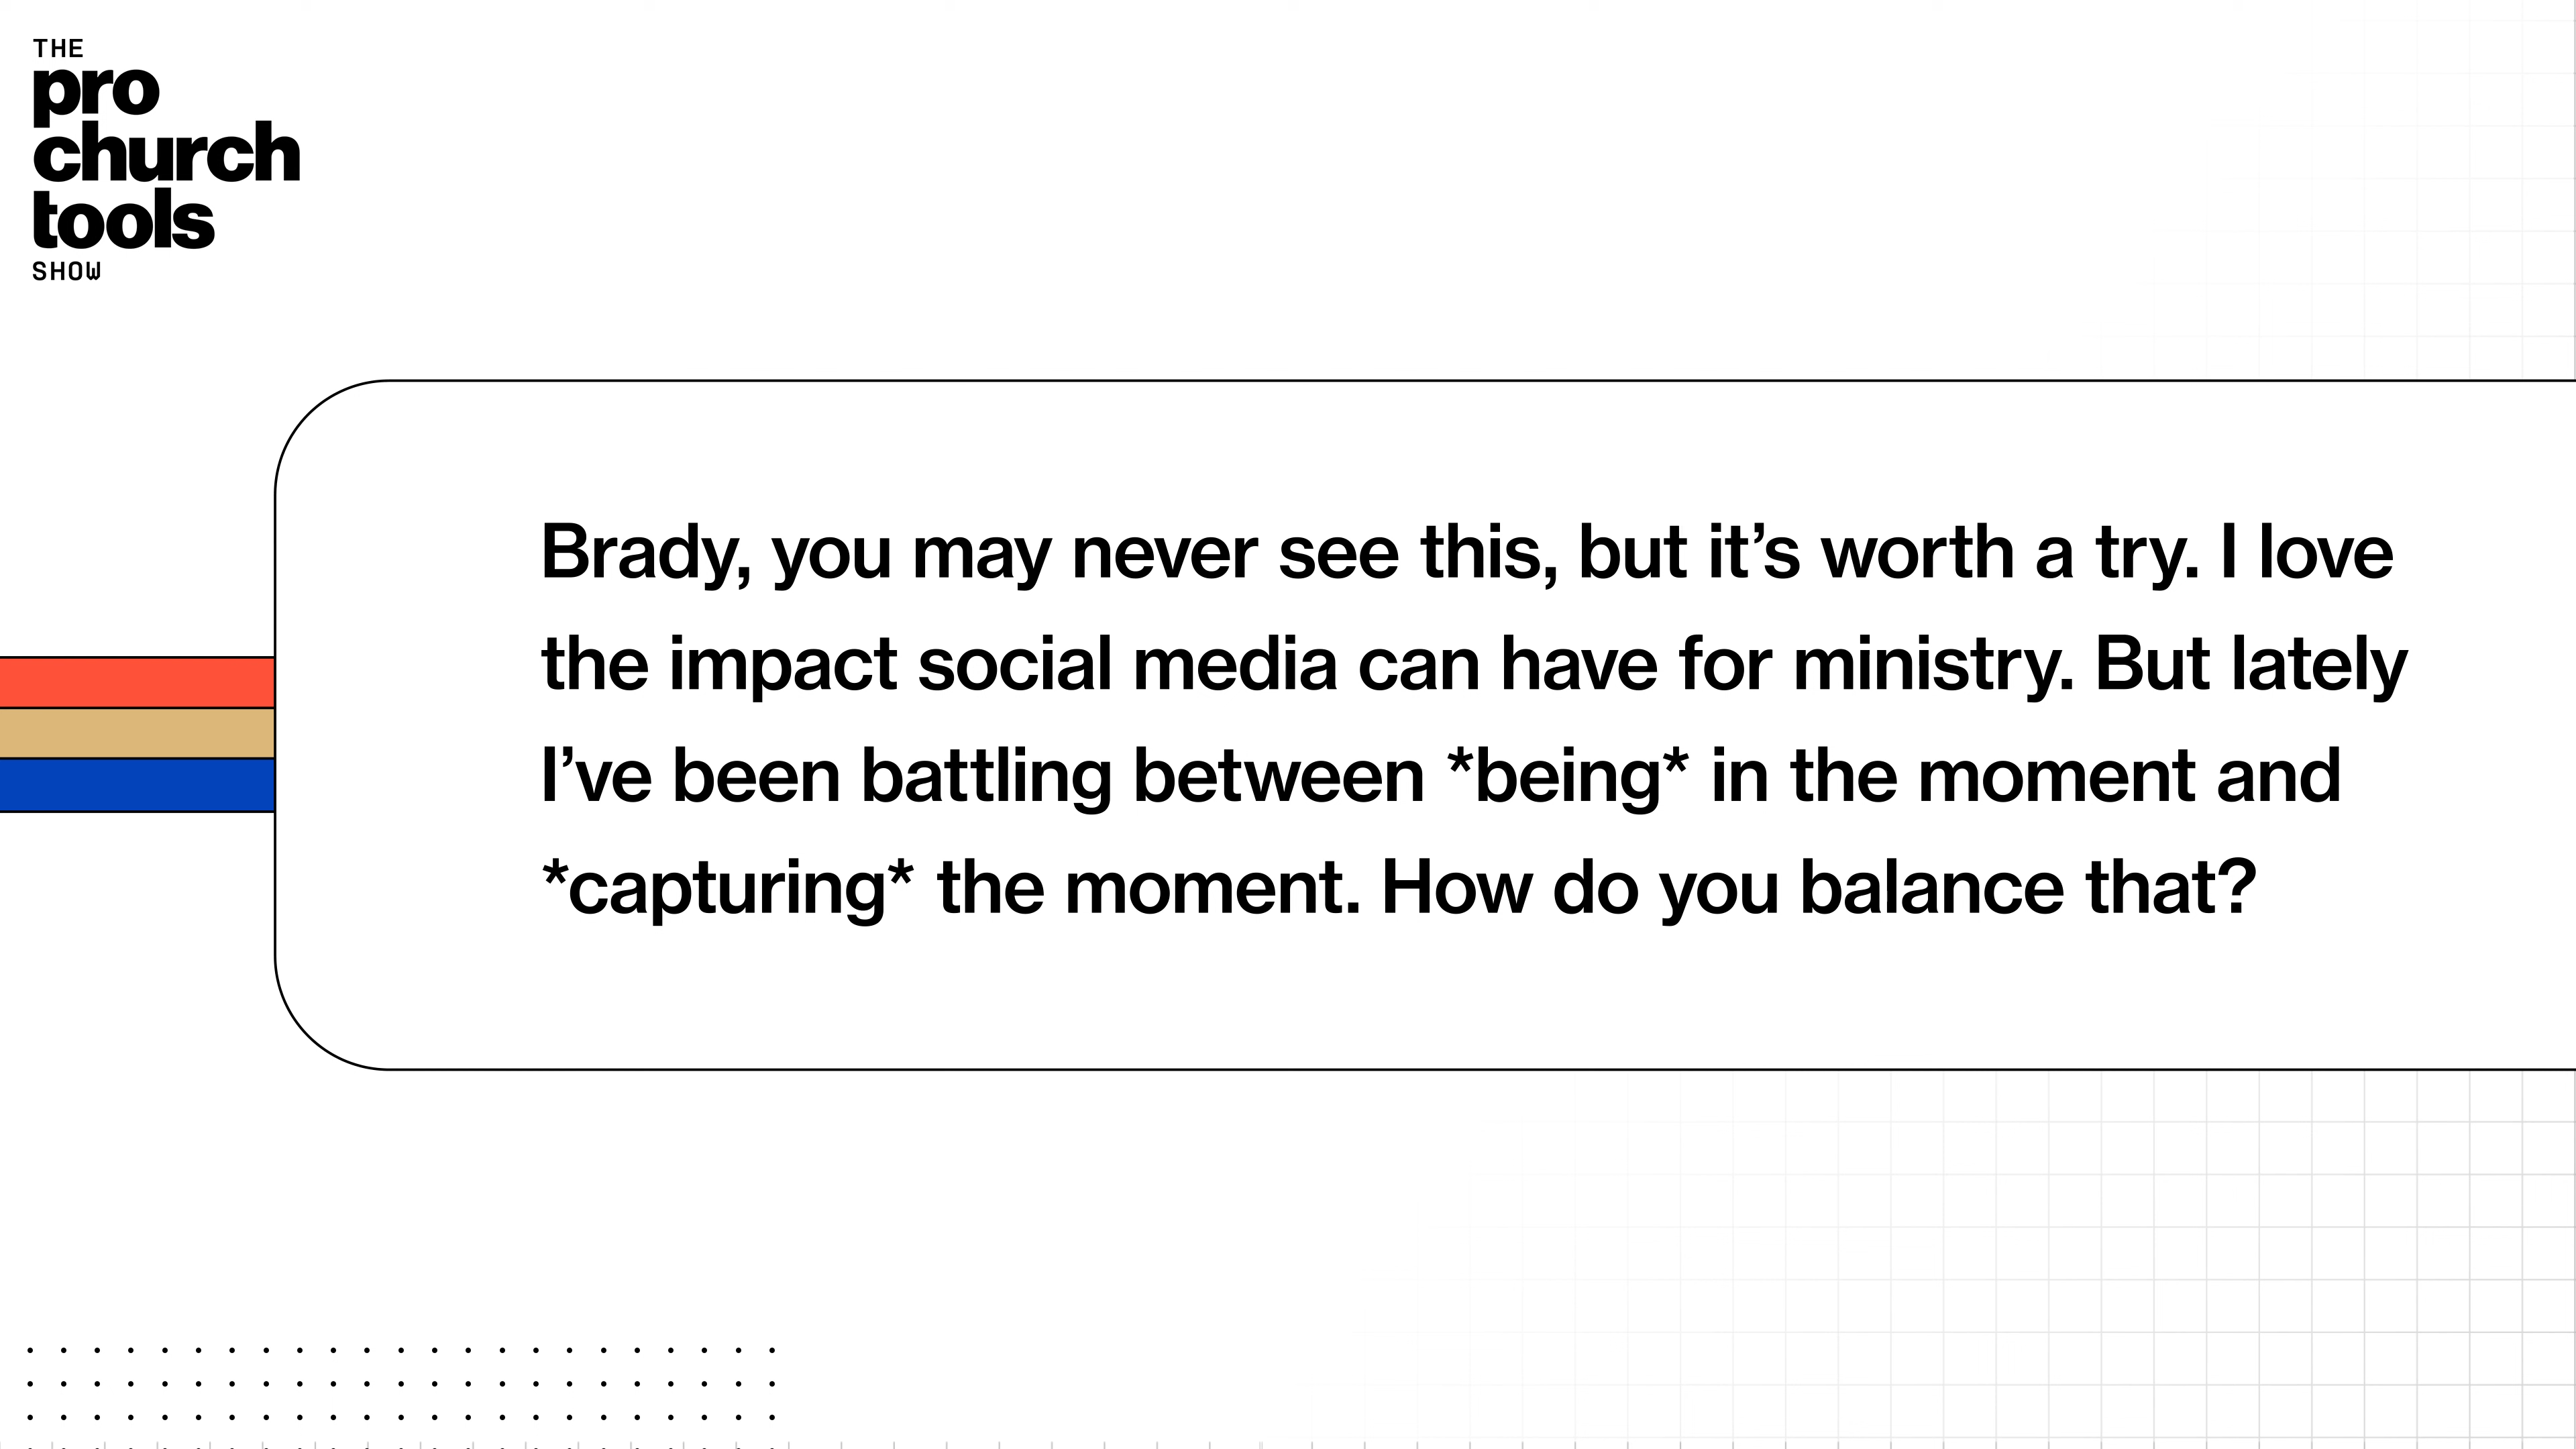 THE
pro
church
tools
SHOW
Brady, you may never see this, but it’s worth a try. I love
the impact social media can have for ministry. But lately
I’ve been battling between *being* in the moment and
*capturing* the moment. How do you balance that?